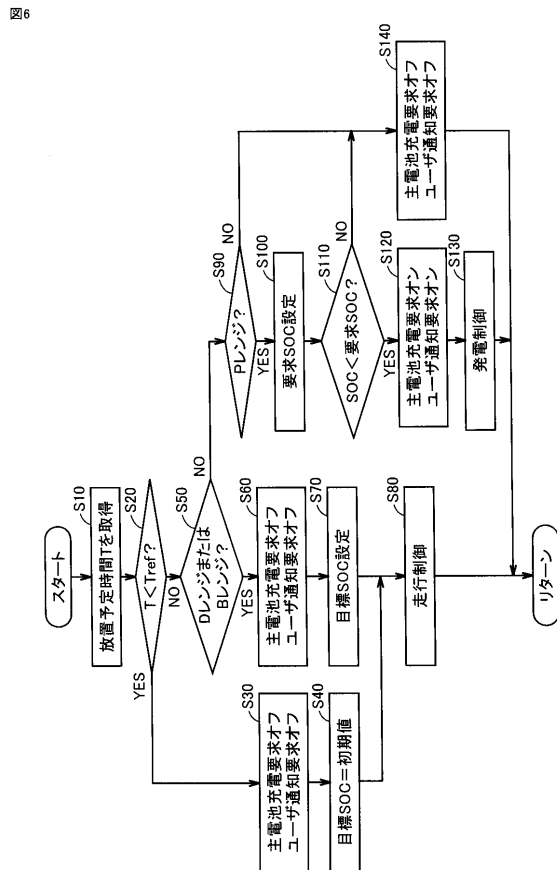 図6
スタート
S10
放置予定時間Tを取得
S20
T<Tref?
YES
NO
S30
主電池充電要求オフ
ユーザ通知要求オフ
S40
目標SOC=初期値
S50
Dレンジまたは
Bレンジ?
YES
NO
S60
主電池充電要求オフ
ユーザ通知要求オフ
S70
目標SOC設定
S80
走行制御
S90
Pレンジ?
YES
NO
S100
要求SOC設定
S110
SOC<要求SOC?
YES
NO
S120
主電池充電要求オン
ユーザ通知要求オン
S130
発電制御
S140
主電池充電要求オフ
ユーザ通知要求オフ
リターン